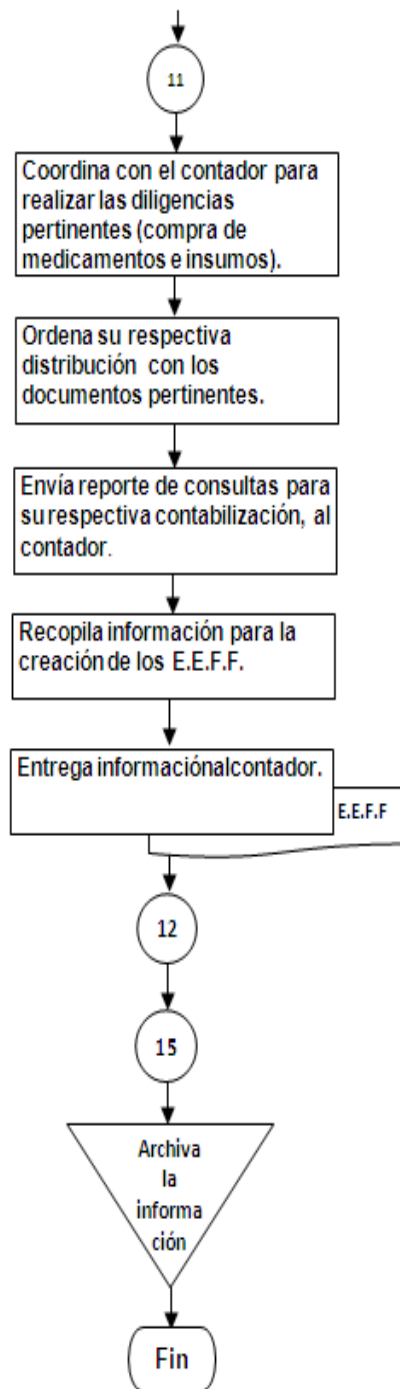 11
Coordina con el contador para
realizar las diligencias
pertinentes (compra de
medicamentos e insumos).
Ordena su respectiva
distribución con los
documentos pertinentes.
Envía reporte de consultas para
su respectiva contabilización, al
contador.
Recopila información para la
creación de los E.E.F.F.
Entrega informaciónalcontador.
E.E.F.F
12
15
Archiva
la
informa
ción
Fin